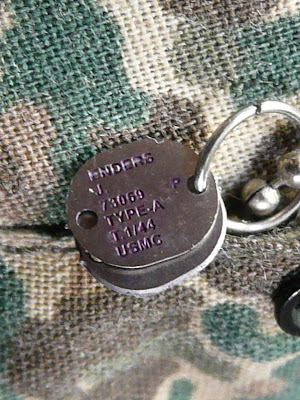 ENDERS
J. P
73069
TYPE-A
T 1/44
USMC